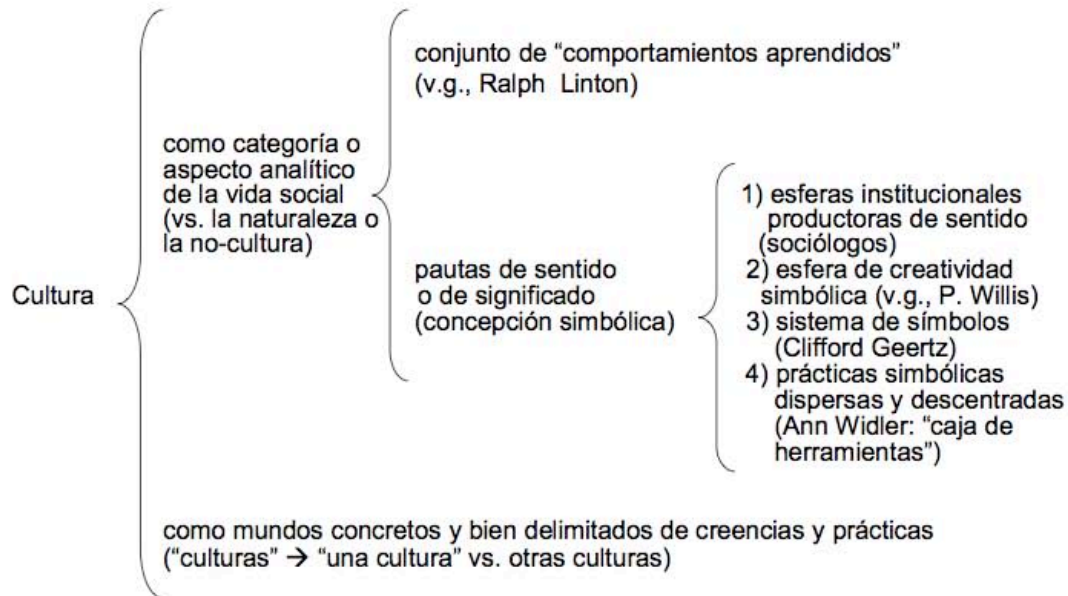 Cultura
como categoría o
aspecto analítico
de la vida social
(vs. la naturaleza o
la no-cultura)
conjunto de “comportamientos aprendidos”
(v.g., Ralph Linton)
pautas de sentido
o de significado
(concepción simbólica)
1) esferas institucionales
productoras de sentido
(sociólogos)
2) esfera de creatividad
simbólica (v.g., P. Willis)
3) sistema de símbolos
(Clifford Geertz)
4) prácticas simbólicas
dispersas y descentradas
(Ann Widler: “caja de
herramientas”)
como mundos concretos y bien delimitados de creencias y prácticas
(“culturas” → “una cultura” vs. otras culturas)